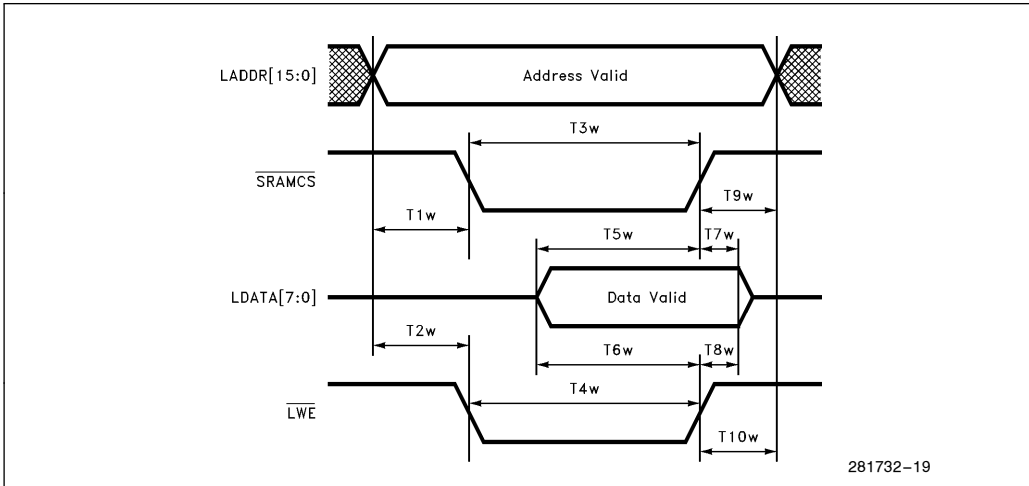 LADDR[15:0]
Address Valid
T3w
SRAMCS
T1w
T9w
T5w
T7w
LDATA[7:0]
Data Valid
T2w
T6w
T8w
T4w
LWE
T10w
281732–19